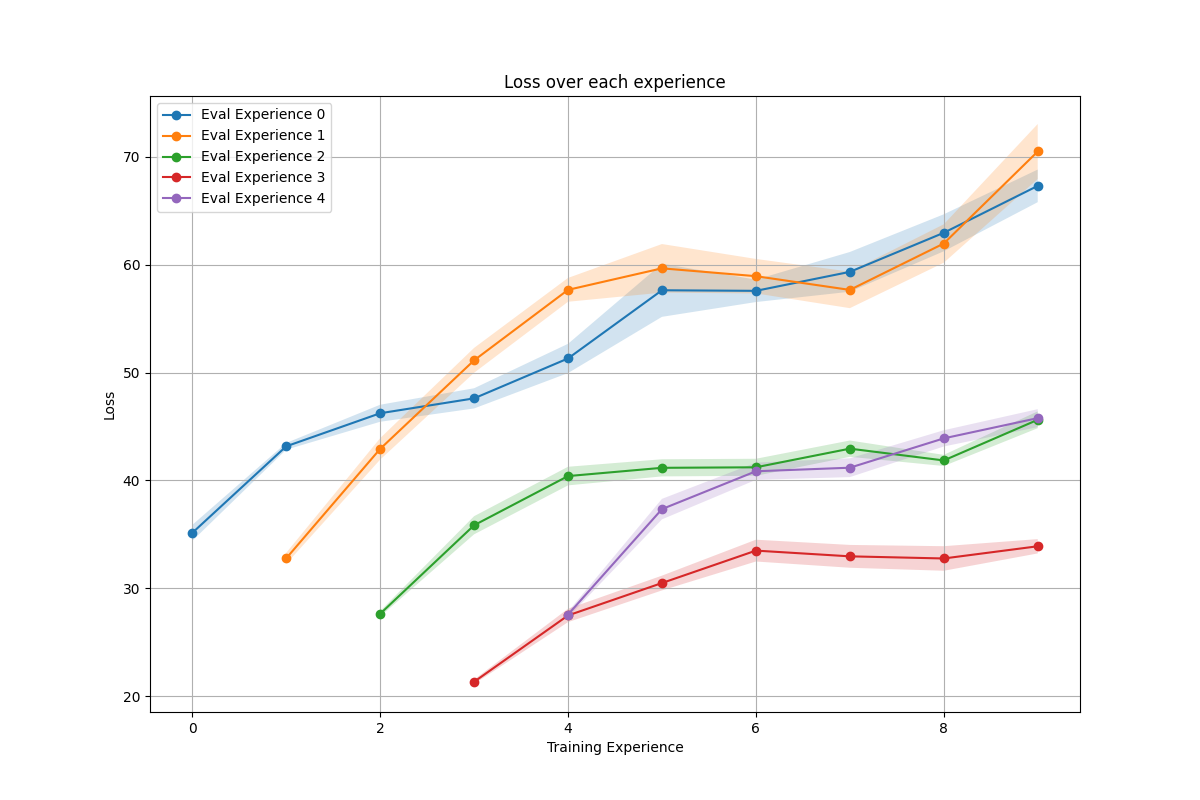 Loss over each experience
Eval Experience 0
Eval Experience 1
Eval Experience 2
Eval Experience 3
Eval Experience 4
70
60
50
40
30
20
Loss
0 2 4 6 8
Training Experience